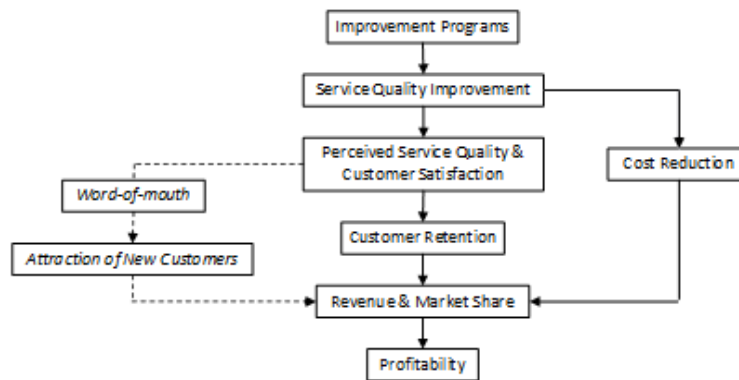 Improvement Programs
Service Quality Improvement
Perceived Service Quality &
Customer Satisfaction
Cost Reduction
Word-of-mouth
Customer Retention
Attraction of New Customers
Revenue & Market Share
Profitability